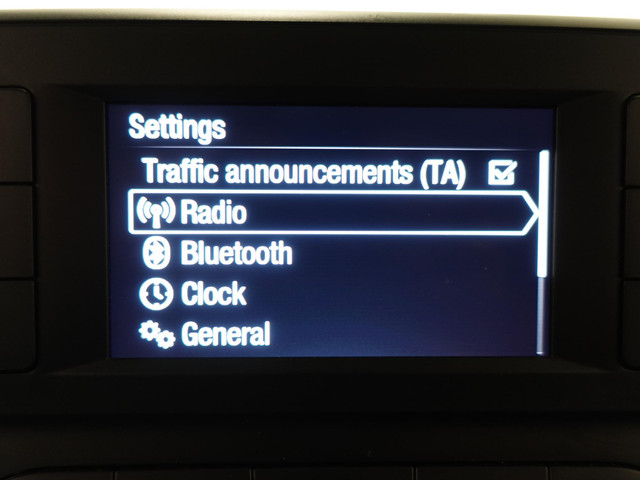 Settings
Traffic announcements (TA)
Radio
Bluetooth
Clock
General